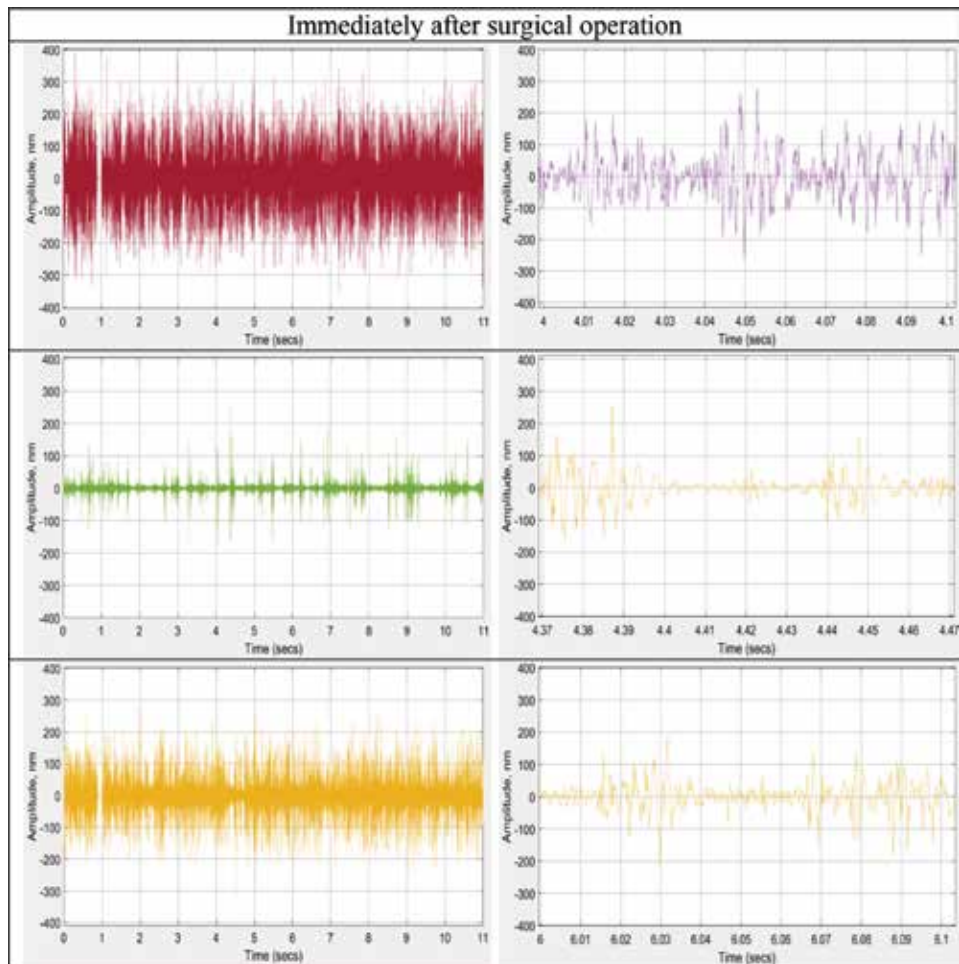 Immediately after surgical operation
Amplitude, nm
400
300
200
100
0
-100
-200
-300
-400
0 1 2 3 4 5 6 7 8 9 10 11
Time (secs)
Amplitude, nm
400
300
200
100
0
-100
-200
-300
-400
4 4.01 4.02 4.03 4.04 4.05 4.06 4.07 4.08 4.09 4.1
Time (secs)
Amplitude, nm
400
300
200
100
0
-100
-200
-300
-400
0 1 2 3 4 5 6 7 8 9 10 11
Time (secs)
Amplitude, nm
400
300
200
100
0
-100
-200
-300
-400
4.37 4.38 4.39 4.4 4.41 4.42 4.43 4.44 4.45 4.46 4.47
Time (secs)
Amplitude, nm
400
300
200
100
0
-100
-200
-300
-400
0 1 2 3 4 5 6 7 8 9 10 11
Time (secs)
Amplitude, nm
400
300
200
100
0
-100
-200
-300
-400
6 6.01 6.02 6.03 6.04 6.05 6.06 6.07 6.08 6.09 6.1
Time (secs)